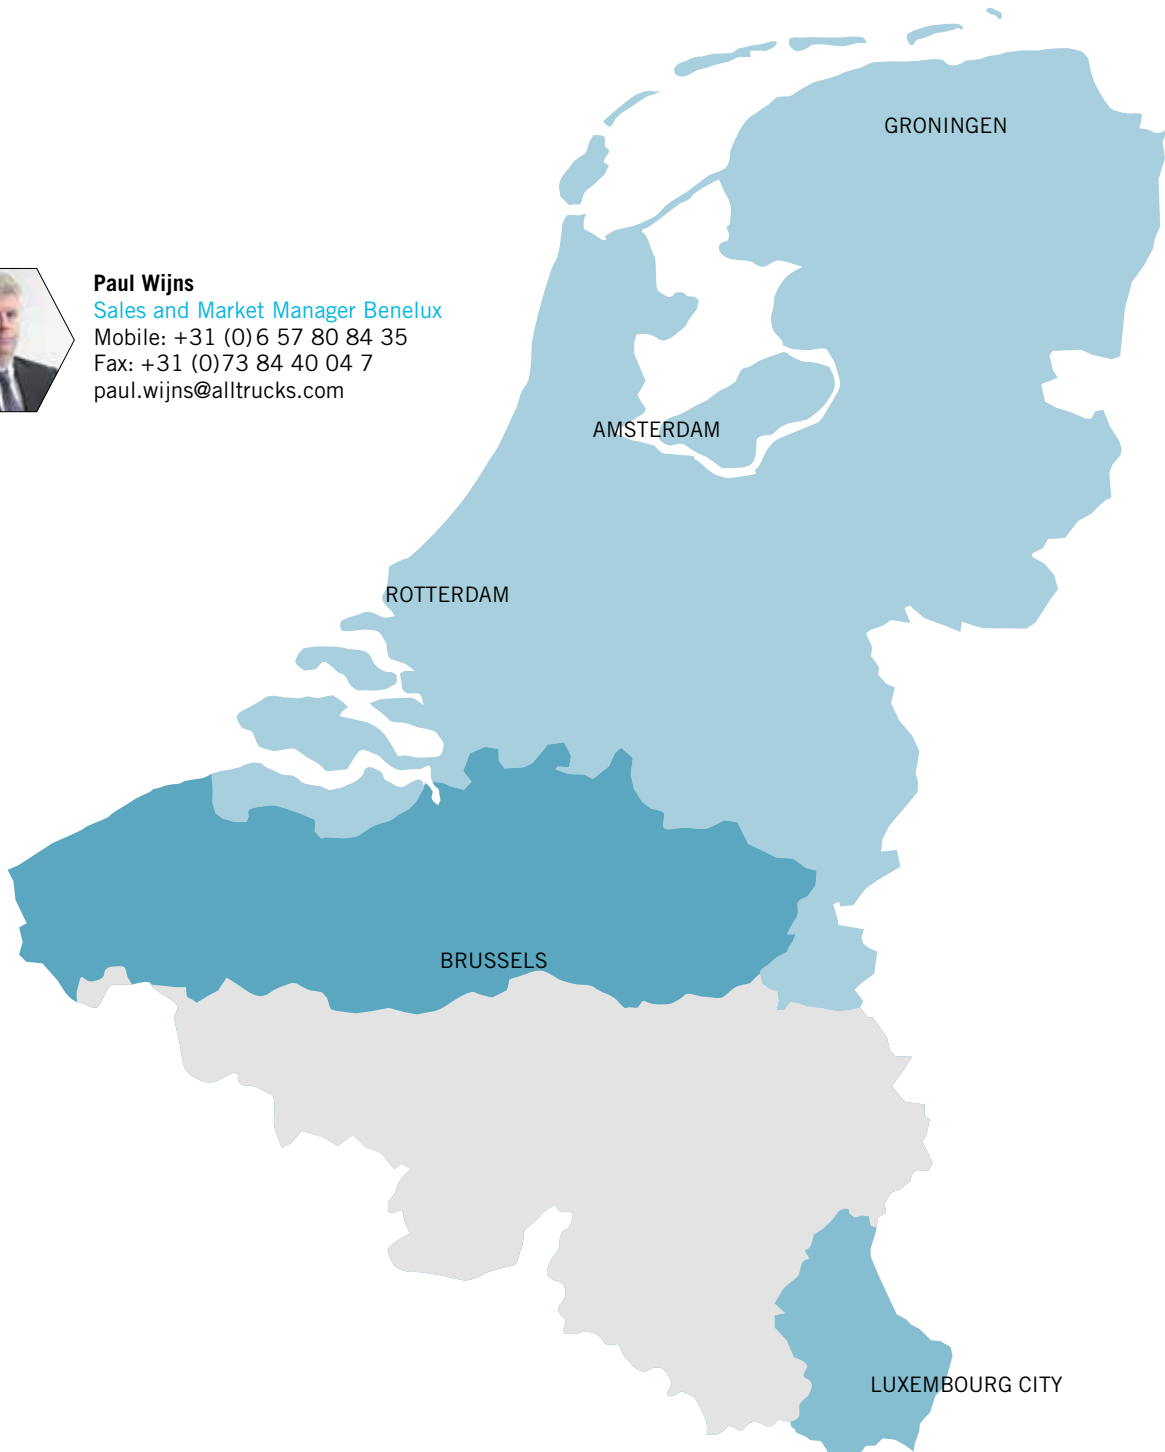 GRONINGEN
Paul Wijns
Sales and Market Manager Benelux
Mobile: +31 (0)6 57 80 84 35
Fax: +31 (0)73 84 40 04 7
paul.wijns@alltrucks.com
AMSTERDAM
ROTTERDAM
BRUSSELS
LUXEMBOURG CITY